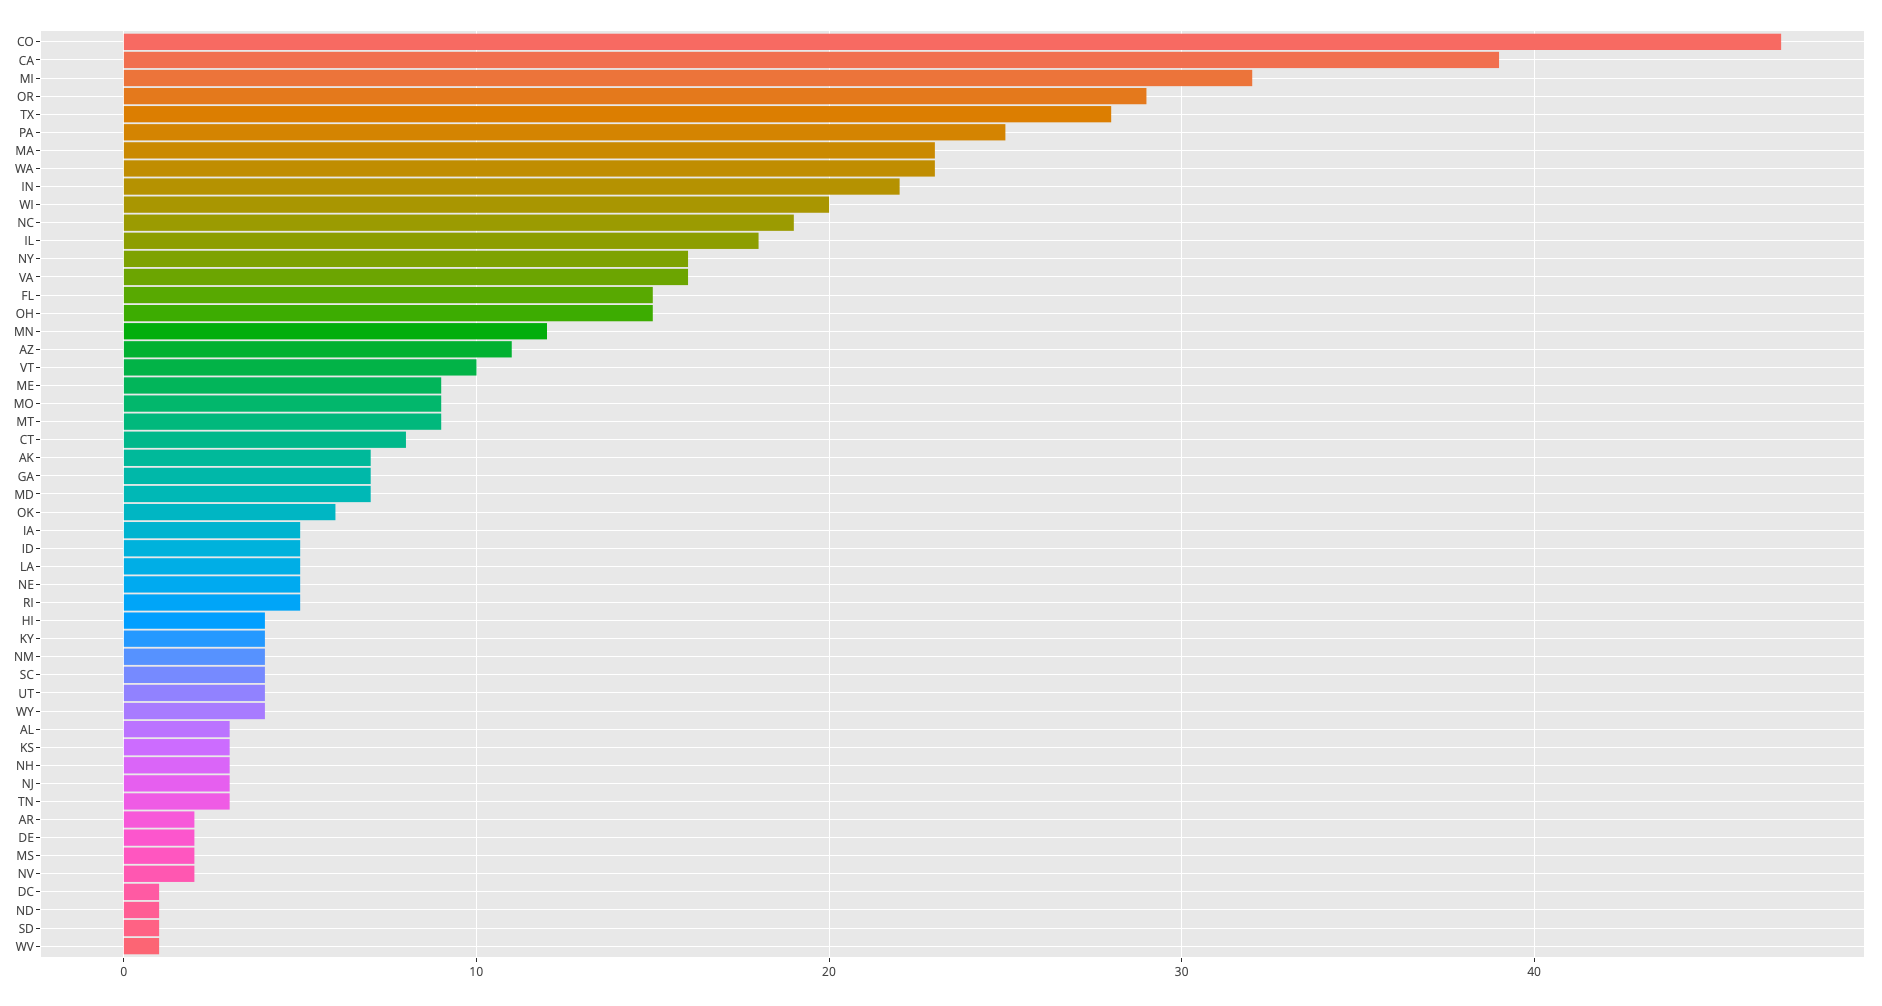 CO
CA
MI
OR
TX
PA
MA
WA
IN
WI
NC
IL
NY
VA
FL
OH
MN
AZ
VT
ME
MO
MT
CT
AK
GA
MD
OK
IA
ID
LA
NE
RI
HI
KY
NM
SC
UT
WY
AL
KS
NH
NJ
TN
AR
DE
MS
NV
DC
ND
SD
WV
0 10 20 30 40